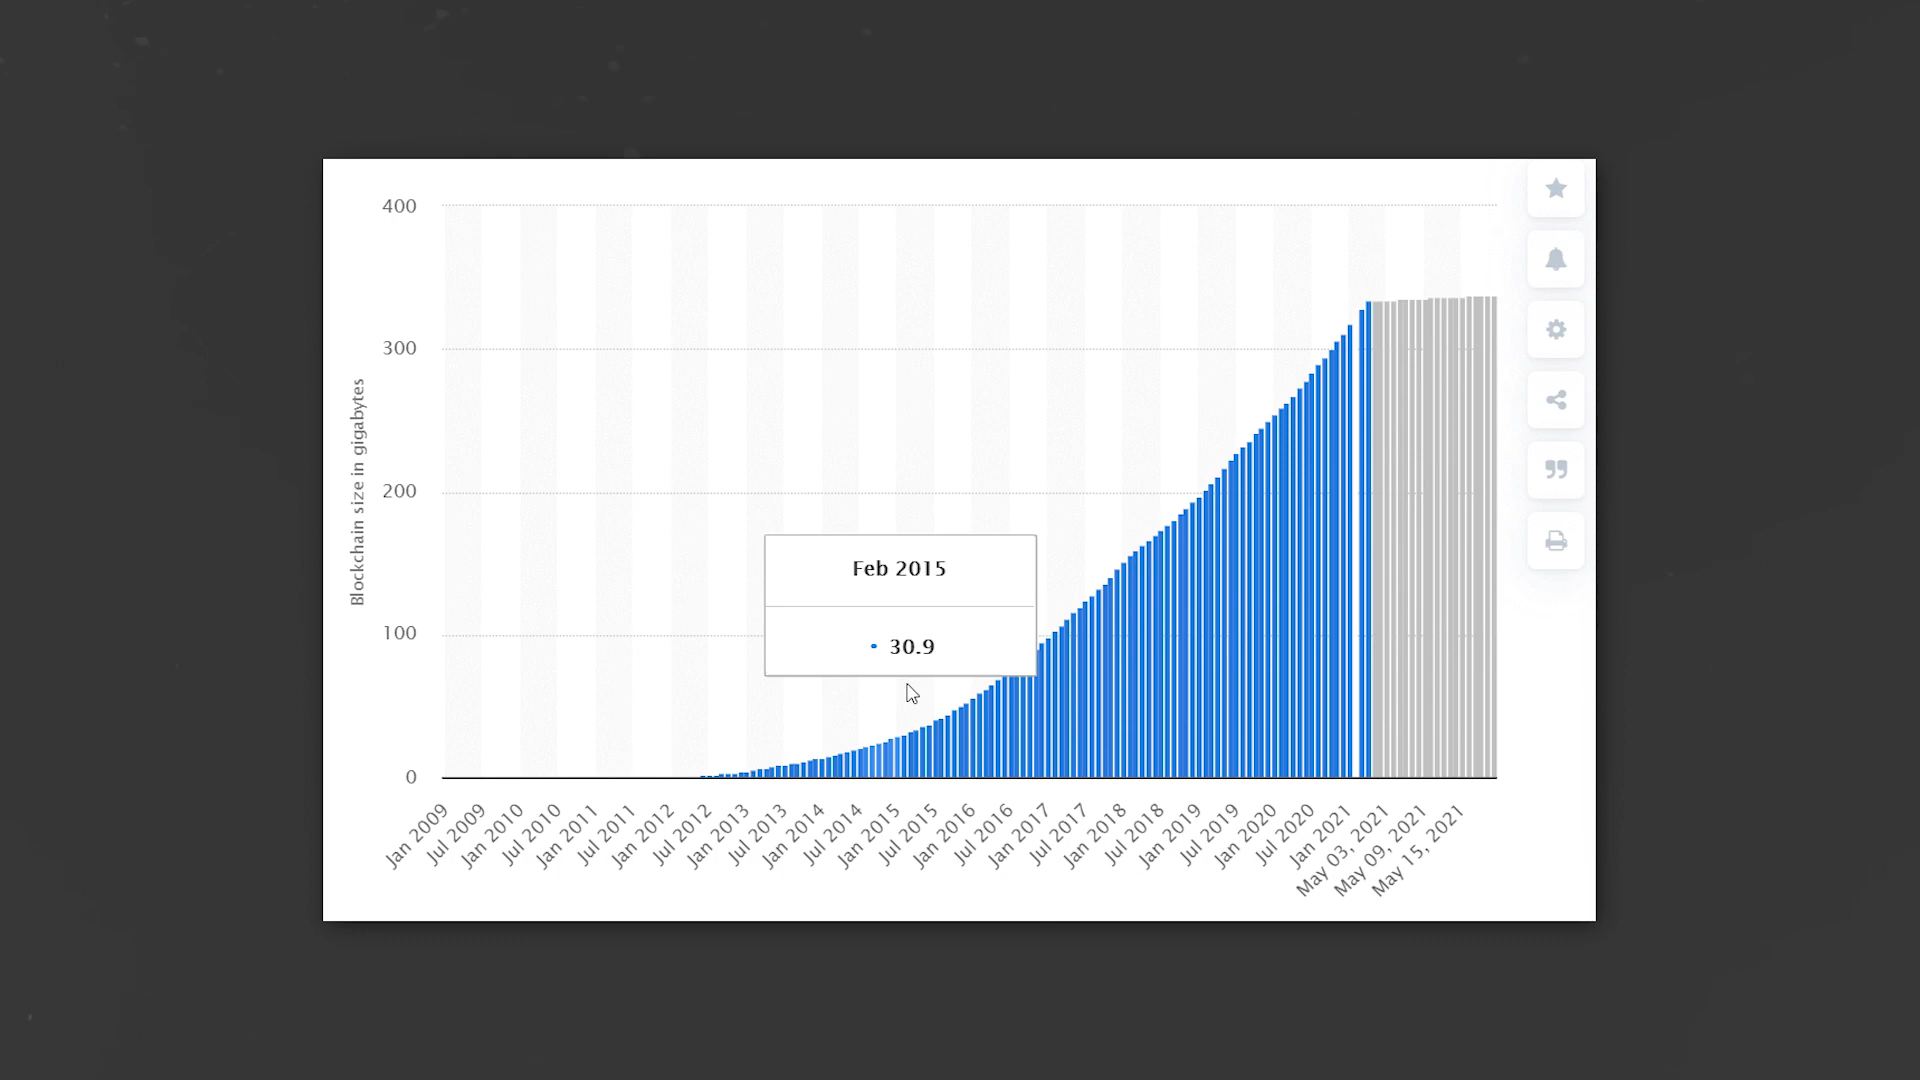 400
300
200
100
0
Blockchain size in gigabytes
Feb 2015
• 30.9
Jan 2009
Jul 2009
Jan 2010
Jul 2010
Jan 2011
Jul 2011
Jan 2012
Jul 2012
Jan 2013
Jul 2013
Jan 2014
Jul 2014
Jan 2015
Jul 2015
Jan 2016
Jul 2016
Jan 2017
Jul 2017
Jan 2018
Jul 2018
Jan 2019
Jul 2019
Jan 2020
Jul 2020
Jan 2021
May 03, 2021
May 09, 2021
May 15, 2021